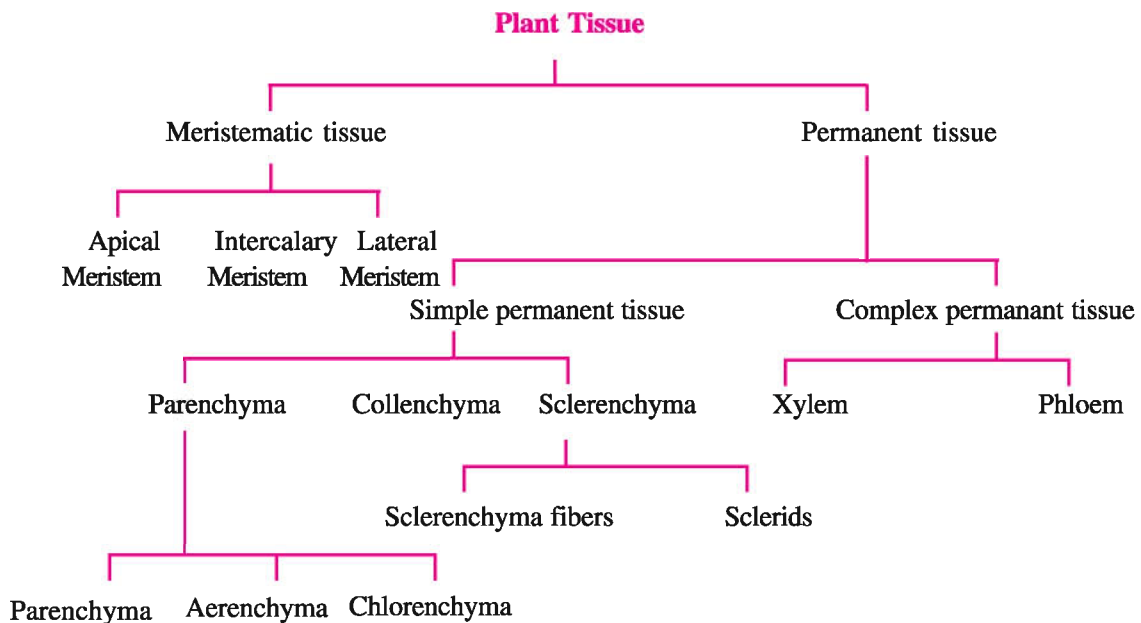 Plant Tissue
Meristematic tissue
Permanent tissue
Apical
Meristem
Intercalary
Meristem
Lateral
Meristem
Simple permanent tissue
Complex permanant tissue
Parenchyma
Collenchyma
Sclerenchyma
Xylem
Phloem
Sclerenchyma fibers
Sclerids
Parenchyma
Aerenchyma
Chlorenchyma